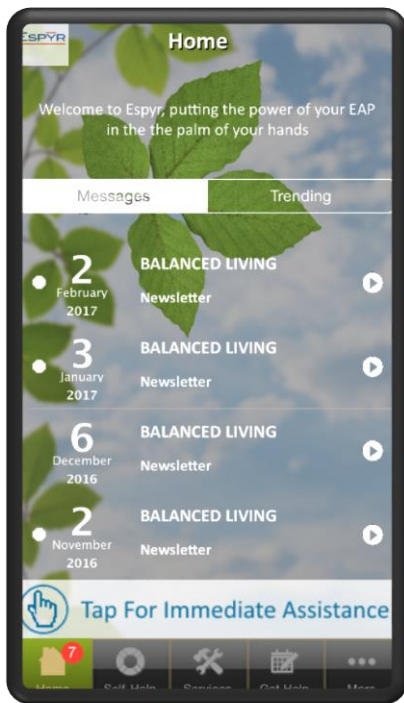 ESPYR
Home
Welcome to Espyr, putting the power of your EAP
in the the palm of your hands
Messages
Trending
2
February
2017
BALANCED LIVING
Newsletter
3
January
2017
BALANCED LIVING
Newsletter
6
December
2016
BALANCED LIVING
Newsletter
2
November
2016
BALANCED LIVING
Newsletter
Tap For Immediate Assistance
7
Home
Self-Help
Services
Get Help
More